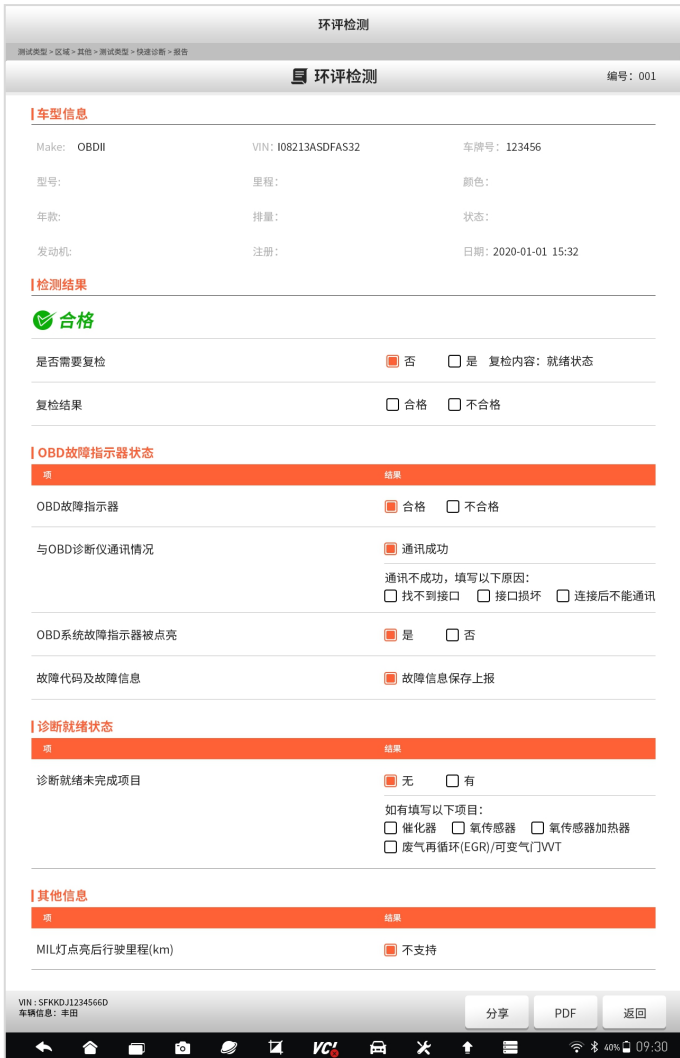 环评检测
测试类型 > 区域 > 其他 > 测试类型 > 快速诊断 > 报告
环评检测 编号：001
车型信息
Make: OBDII VIN: I08213ASDFAS32 车牌号: 123456
型号: 里程: 颜色:
年款: 排量: 状态:
发动机: 注册: 日期: 2020-01-01 15:32
检测结果
合格
是否需要复检 否 是 复检内容：就绪状态
复检结果 合格 不合格
OBD故障指示器状态
项 结果
OBD故障指示器 合格 不合格
与OBD诊断仪通讯情况 通讯成功
通讯不成功，填写以下原因：
找不到接口 接口损坏 连接后不能通讯
OBD系统故障指示器被点亮 是 否
故障代码及故障信息 故障信息保存上报
诊断就绪状态
项 结果
诊断就绪未完成项目 无 有
如有填写以下项目：
催化器 氧传感器 氧传感器加热器
废气再循环(EGR)/可变气门VVT
其他信息
项 结果
MIL灯点亮后行驶里程(km) 不支持
VIN : SFKKDJ1234566D
车辆信息：丰田
分享 PDF 返回
VCI 40% 09:30